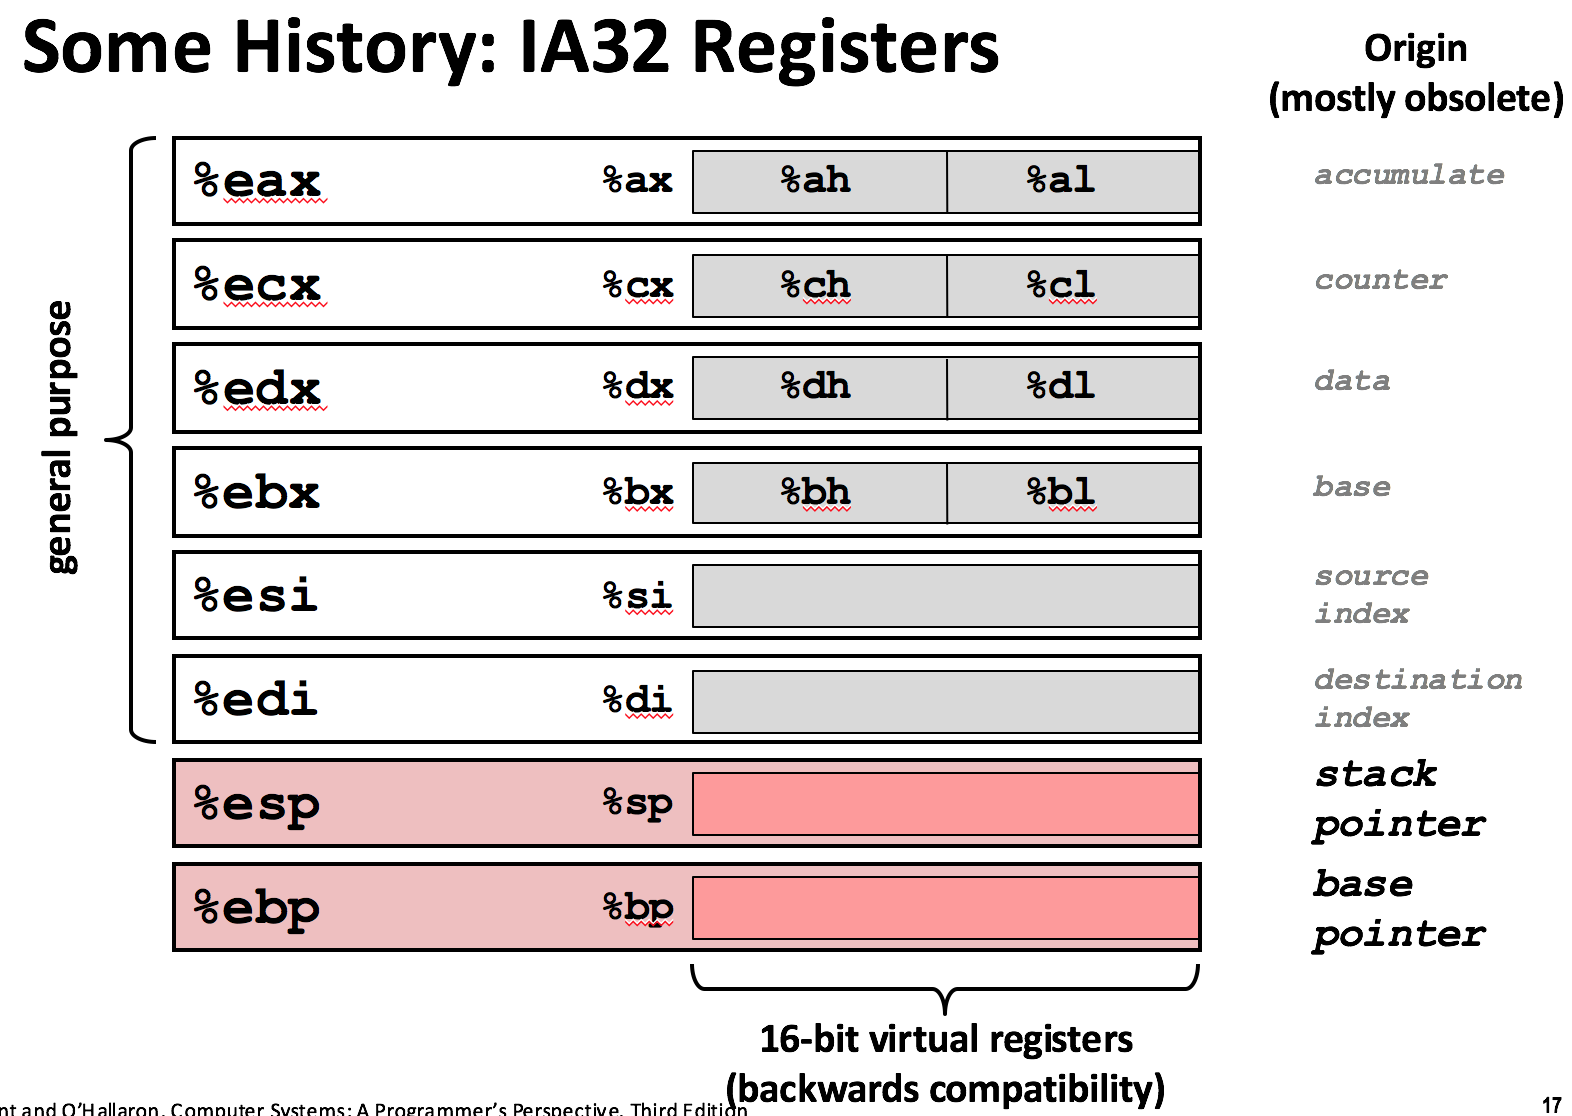 Some History: IA32 Registers
Origin
(mostly obsolete)
general purpose
%eax %ax %ah %al accumulate
%ecx %cx %ch %cl counter
%edx %dx %dh %dl data
%ebx %bx %bh %bl base
%esi %si source
index
%edi %di destination
index
%esp %sp stack
pointer
%ebp %bp base
pointer
16-bit virtual registers
(backwards compatibility)
nt and O'Hallaron, Computer Systems: A Programmer's Perspective, Third Edition
17